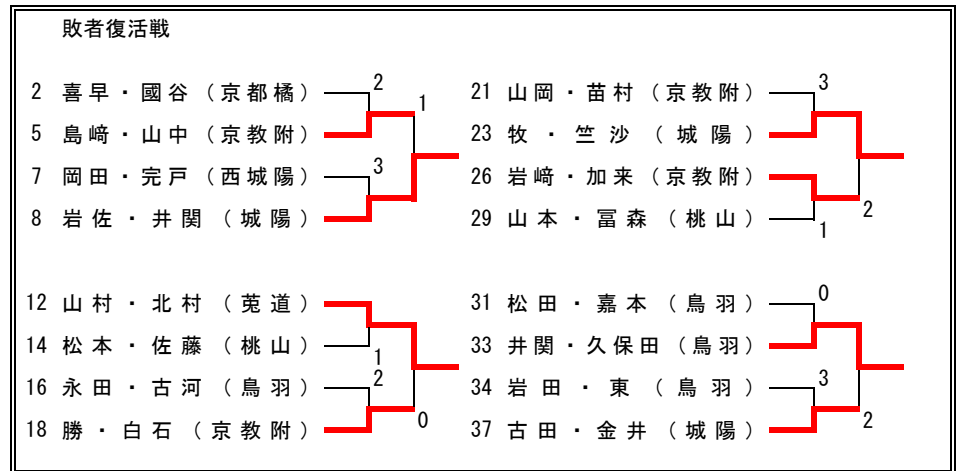 敗者復活戦
2 喜早・國谷（京都橘） 2
1
5 島﨑・山中（京教附）
7 岡田・完戸（西城陽） 3
8 岩佐・井関（城陽）
12 山村・北村（莵道）
14 松本・佐藤（桃山） 1
16 永田・古河（鳥羽） 2
18 勝・白石（京教附） 0
21 山岡・苗村（京教附） 3
23 牧・竺沙（城陽）
26 岩﨑・加来（京教附）
2
29 山本・冨森（桃山） 1
31 松田・嘉本（鳥羽） 0
33 井関・久保田（鳥羽）
34 岩田・東（鳥羽） 3
37 古田・金井（城陽） 2